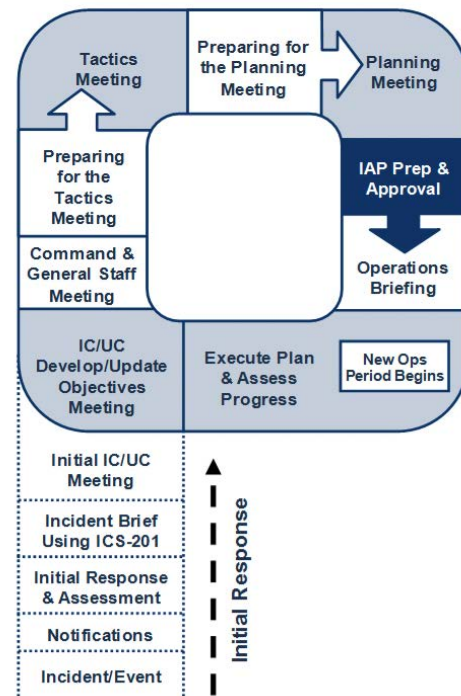 Tactics
Meeting
Preparing for
the Planning
Meeting
Planning
Meeting
Preparing
for the
Tactics
Meeting
IAP Prep &
Approval
Command &
General Staff
Meeting
Operations
Briefing
IC/UC
Develop/Update
Objectives
Meeting
Execute Plan
& Assess
Progress
New Ops
Period Begins
Initial IC/UC
Meeting
Incident Brief
Using ICS-201
Initial Response
& Assessment
Notifications
Incident/Event
Initial Response